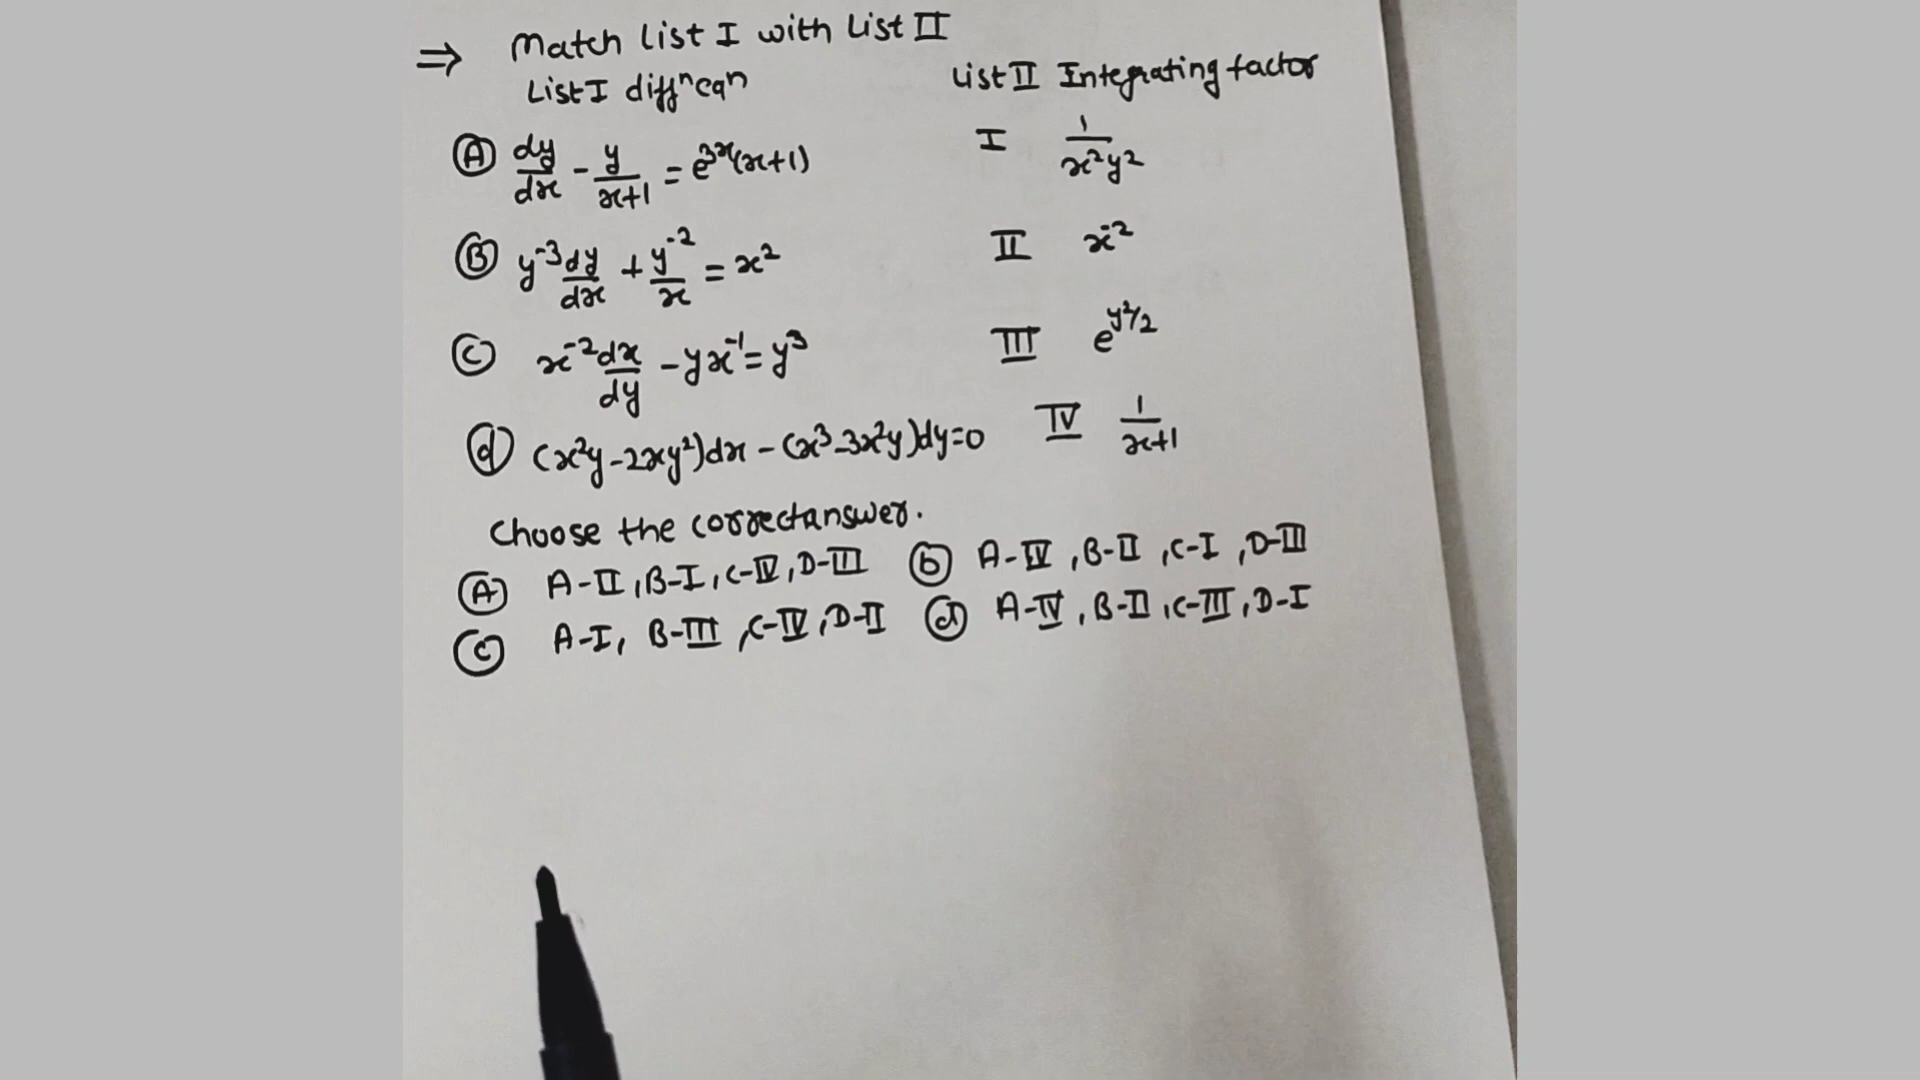 ⇒ Match List I with List II
List I diffⁿ eqⁿ List II Integrating factor
Ⓐ dy/dx - y/x+1 = e³ˣ(x+1) I 1/x²y²
Ⓑ y⁻³ dy/dx + y⁻²/x = x² II x⁻²
Ⓒ x⁻² dx/dy - yx⁻¹ = y³ III e^y²/2
ⓓ (x²y-2xy²)dx - (x³-3x²y)dy=0 IV 1/x+1
Choose the correct answer.
Ⓐ A-II, B-I, C-IV, D-III ⓑ A-IV, B-II, C-I, D-III
Ⓒ A-I, B-III, C-IV, D-II ⓓ A-IV, B-II, C-III, D-I